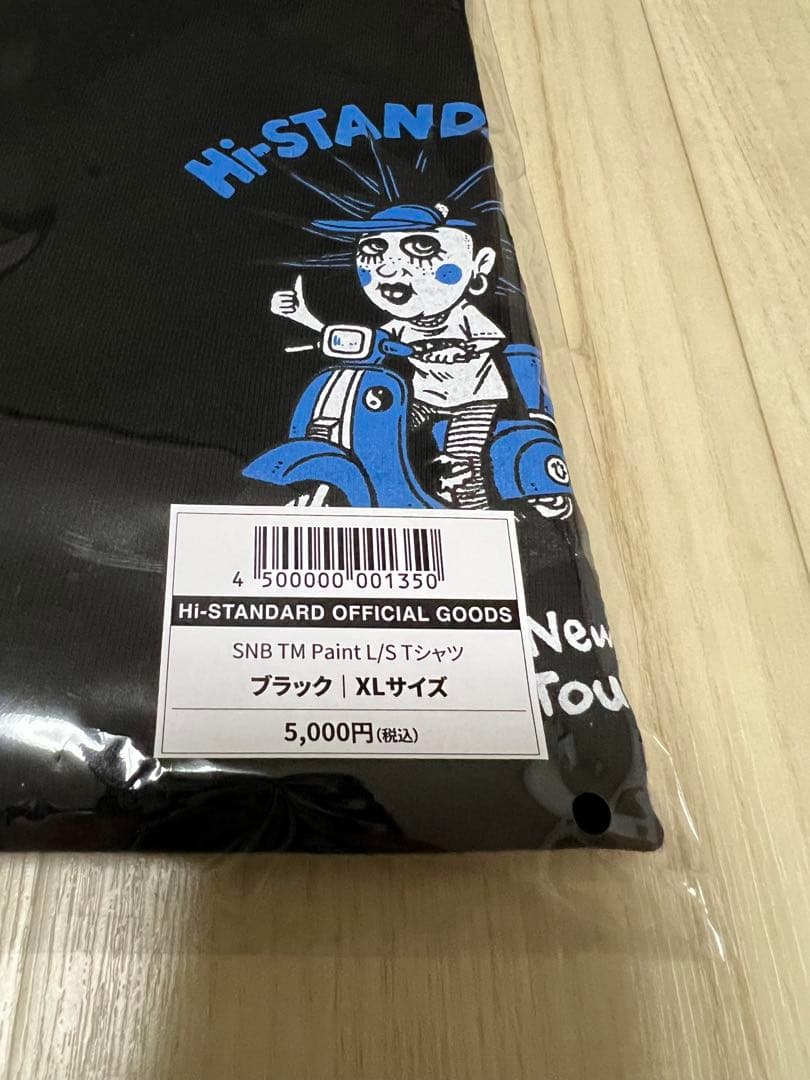 Hi-STAND
4 500000 001350
Hi-STANDARD OFFICIAL GOODS
SNB TM Paint L/S Tシャツ
ブラック｜XLサイズ
5,000円(税込)
New
Tou